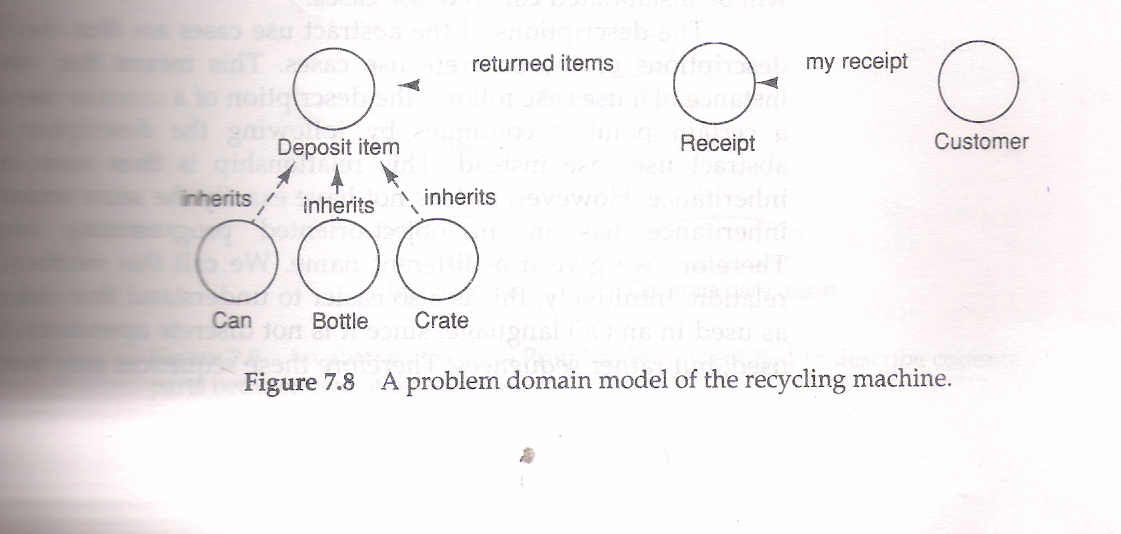 returned items
my receipt
Deposit item
Receipt
Customer
inherits
inherits
inherits
Can
Bottle
Crate
Figure 7.8 A problem domain model of the recycling machine.